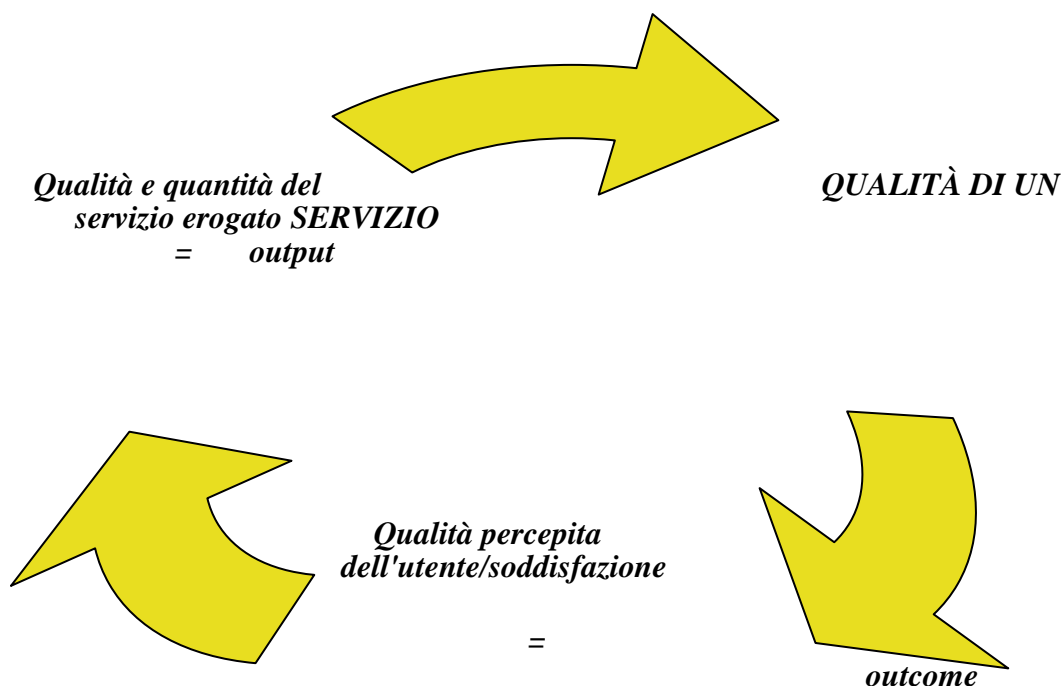 Qualità e quantità del
QUALITÀ DI UN
servizio erogato SERVIZIO
= output
Qualità percepita
dell'utente/soddisfazione
=
outcome